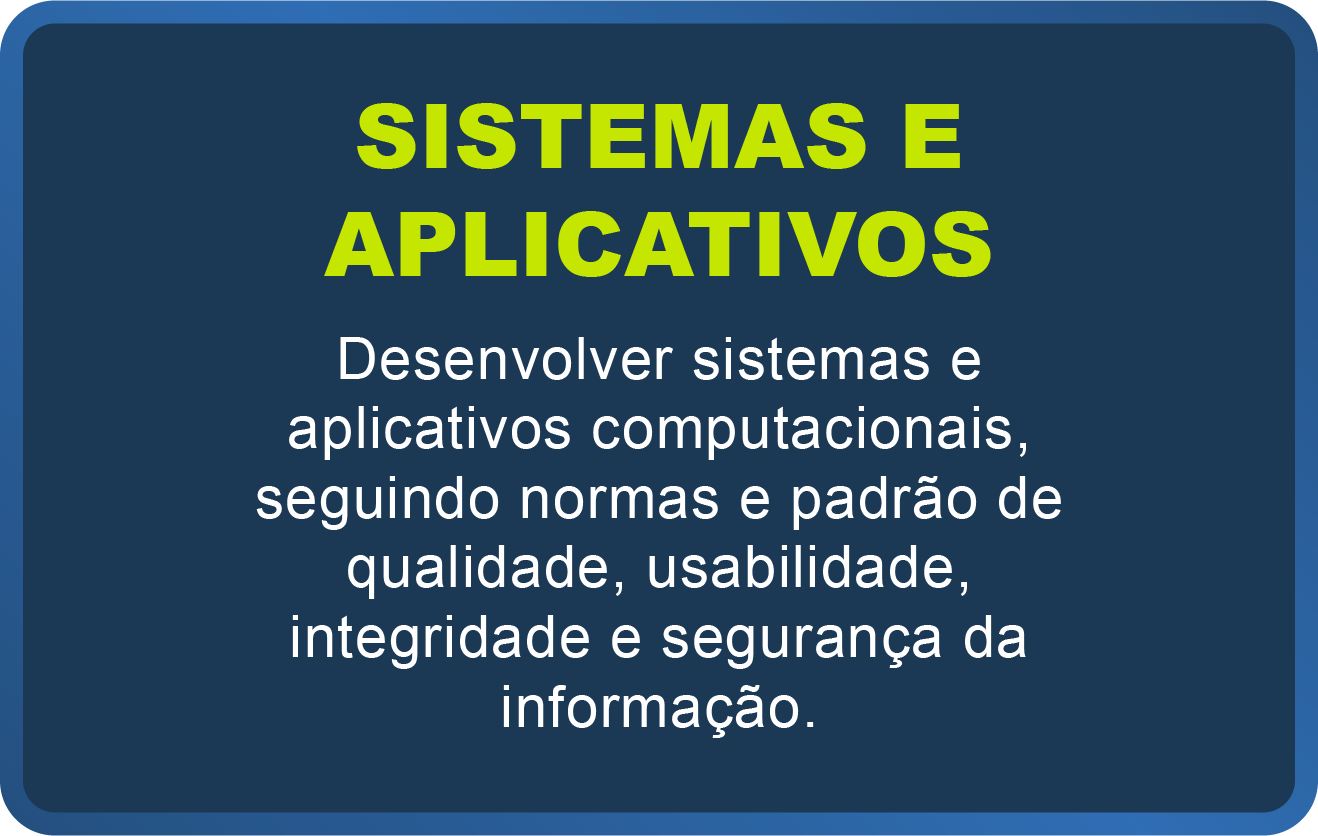 SISTEMAS E
APLICATIVOS
Desenvolver sistemas e
aplicativos computacionais,
seguindo normas e padrão de
qualidade, usabilidade,
integridade e segurança da
informação.